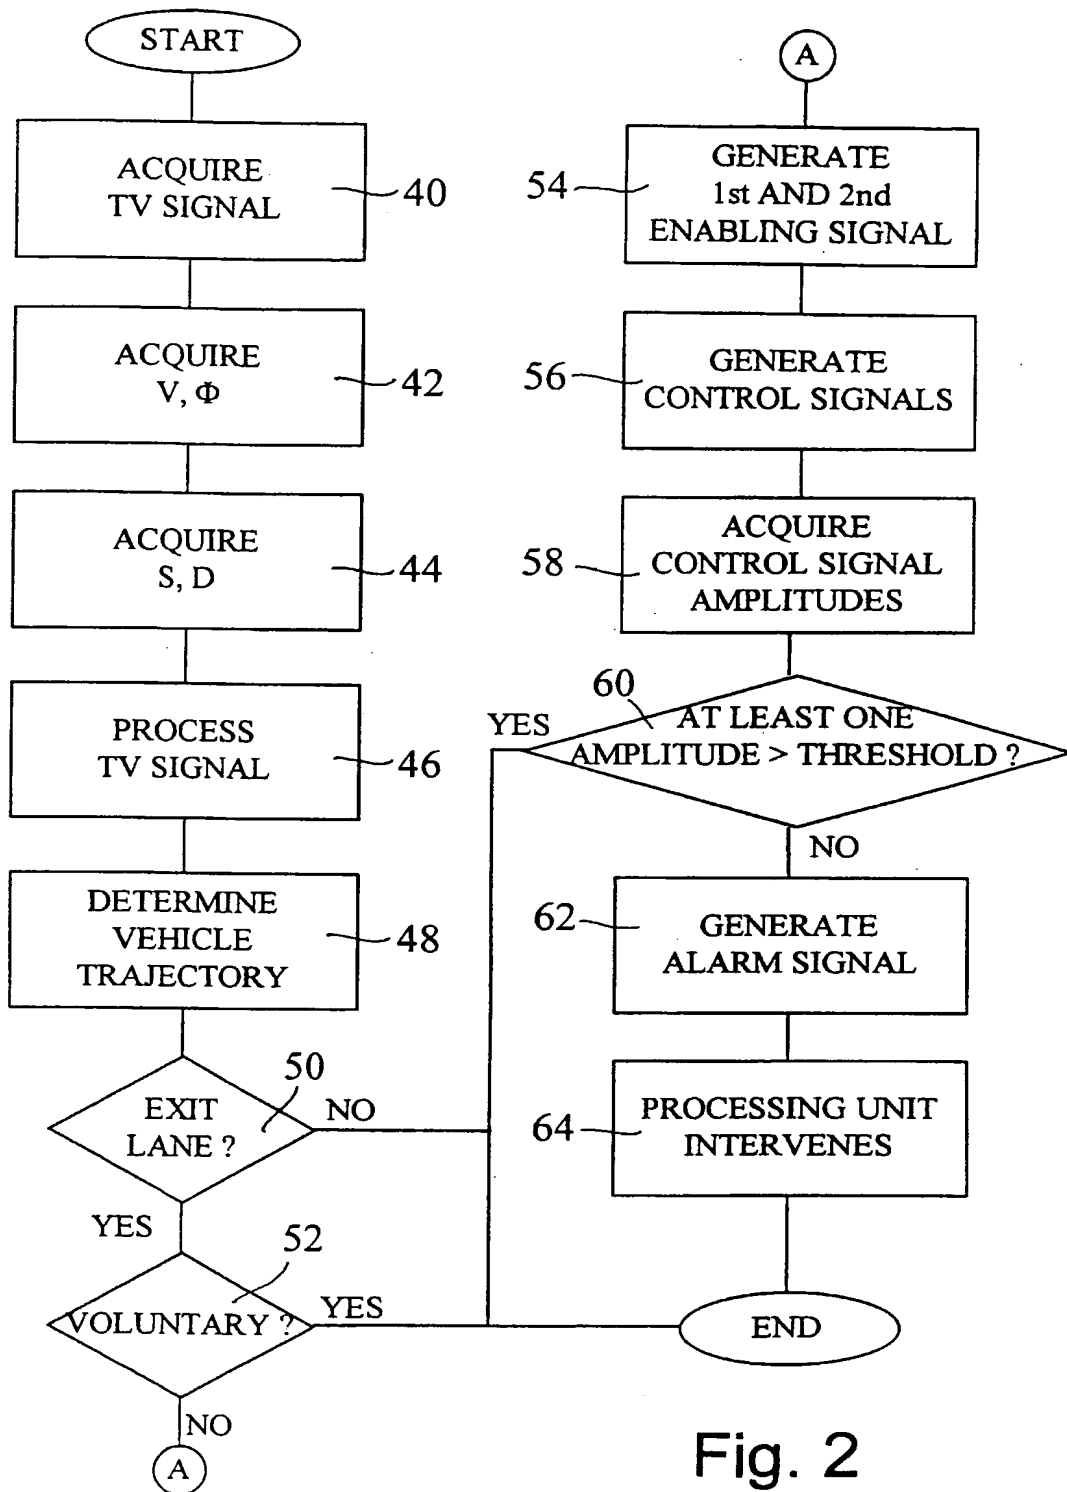 START
ACQUIRE
TV SIGNAL
40
ACQUIRE
V, Φ
42
ACQUIRE
S, D
44
PROCESS
TV SIGNAL
46
DETERMINE
VEHICLE
TRAJECTORY
48
50
EXIT
LANE ?
NO
YES
52
VOLUNTARY ?
YES
NO
A
A
54
GENERATE
1st AND 2nd
ENABLING SIGNAL
56
GENERATE
CONTROL SIGNALS
58
ACQUIRE
CONTROL SIGNAL
AMPLITUDES
60
YES
AT LEAST ONE
AMPLITUDE > THRESHOLD ?
NO
62
GENERATE
ALARM SIGNAL
64
PROCESSING UNIT
INTERVENES
END
Fig. 2